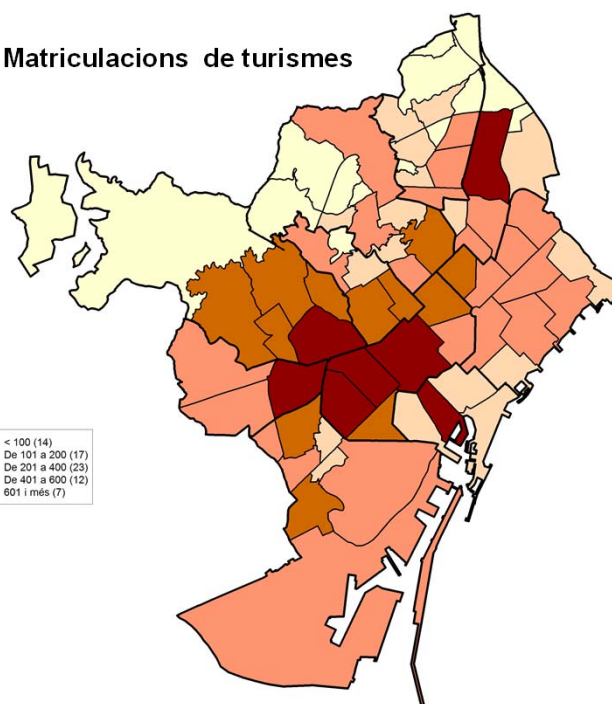 Matriculacions de turismes
< 100 (14)
De 101 a 200 (17)
De 201 a 400 (23)
De 401 a 600 (12)
601 i més (7)